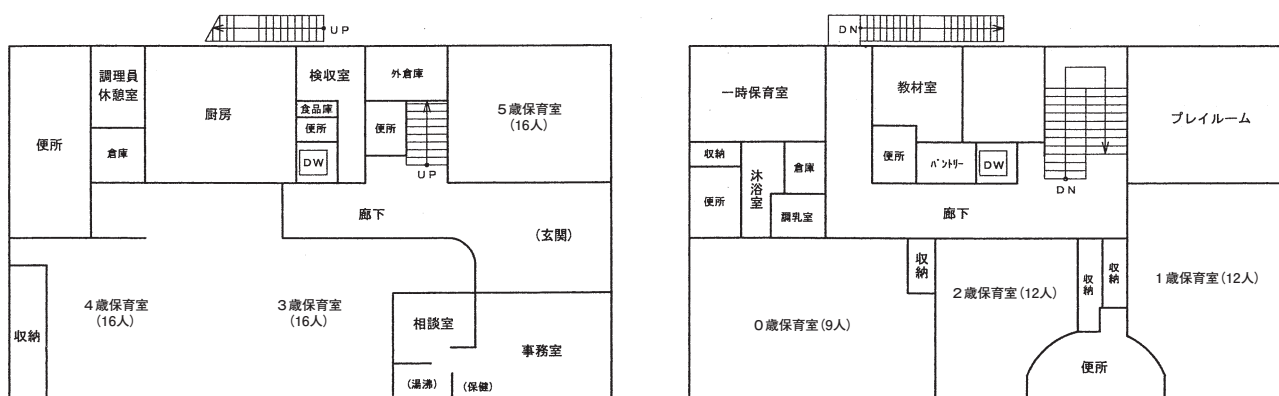 UP
調理員
休憩室
検収室
外倉庫
5歳保育室
(16人)
厨房
食品庫
便所
便所
便所
倉庫
DW
UP
廊下
(玄関)
4歳保育室
(16人)
3歳保育室
(16人)
収納
相談室
事務室
(湯沸)
(保健)
DN
一時保育室
教材室
プレイルーム
収納
便所
沐浴室
倉庫
便所
パントリー
DW
DN
調乳室
廊下
収納
収納
収納
1歳保育室(12人)
2歳保育室(12人)
0歳保育室(9人)
便所